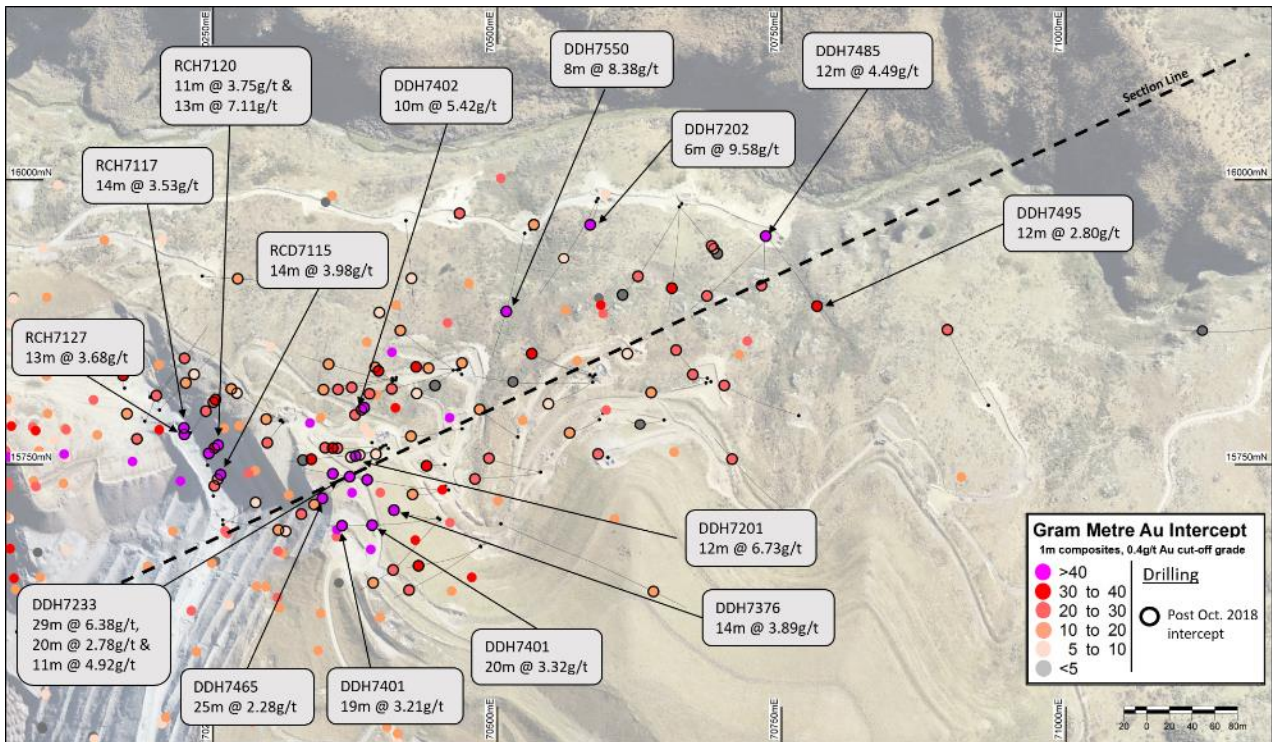 70250mE
70500mE
70750mE
71000mE
RCH7120
11m @ 3.75g/t &
13m @ 7.11g/t
DDH7402
10m @ 5.42g/t
DDH7550
8m @ 8.38g/t
DDH7485
12m @ 4.49g/t
Section Line
DDH7202
6m @ 9.58g/t
RCH7117
14m @ 3.53g/t
16000mN
16000mN
DDH7495
12m @ 2.80g/t
RCD7115
14m @ 3.98g/t
RCH7127
13m @ 3.68g/t
15750mN
15750mN
DDH7201
12m @ 6.73g/t
DDH7233
29m @ 6.38g/t,
20m @ 2.78g/t &
11m @ 4.92g/t
DDH7376
14m @ 3.89g/t
DDH7401
20m @ 3.32g/t
DDH7465
25m @ 2.28g/t
DDH7401
19m @ 3.21g/t
Gram Metre Au Intercept
1m composites, 0.4g/t Au cut-off grade
>40
30 to 40
20 to 30
10 to 20
5 to 10
<5
Drilling
Post Oct. 2018
intercept
70500mE
70750mE
71000mE
20 0 20 40 60 80m